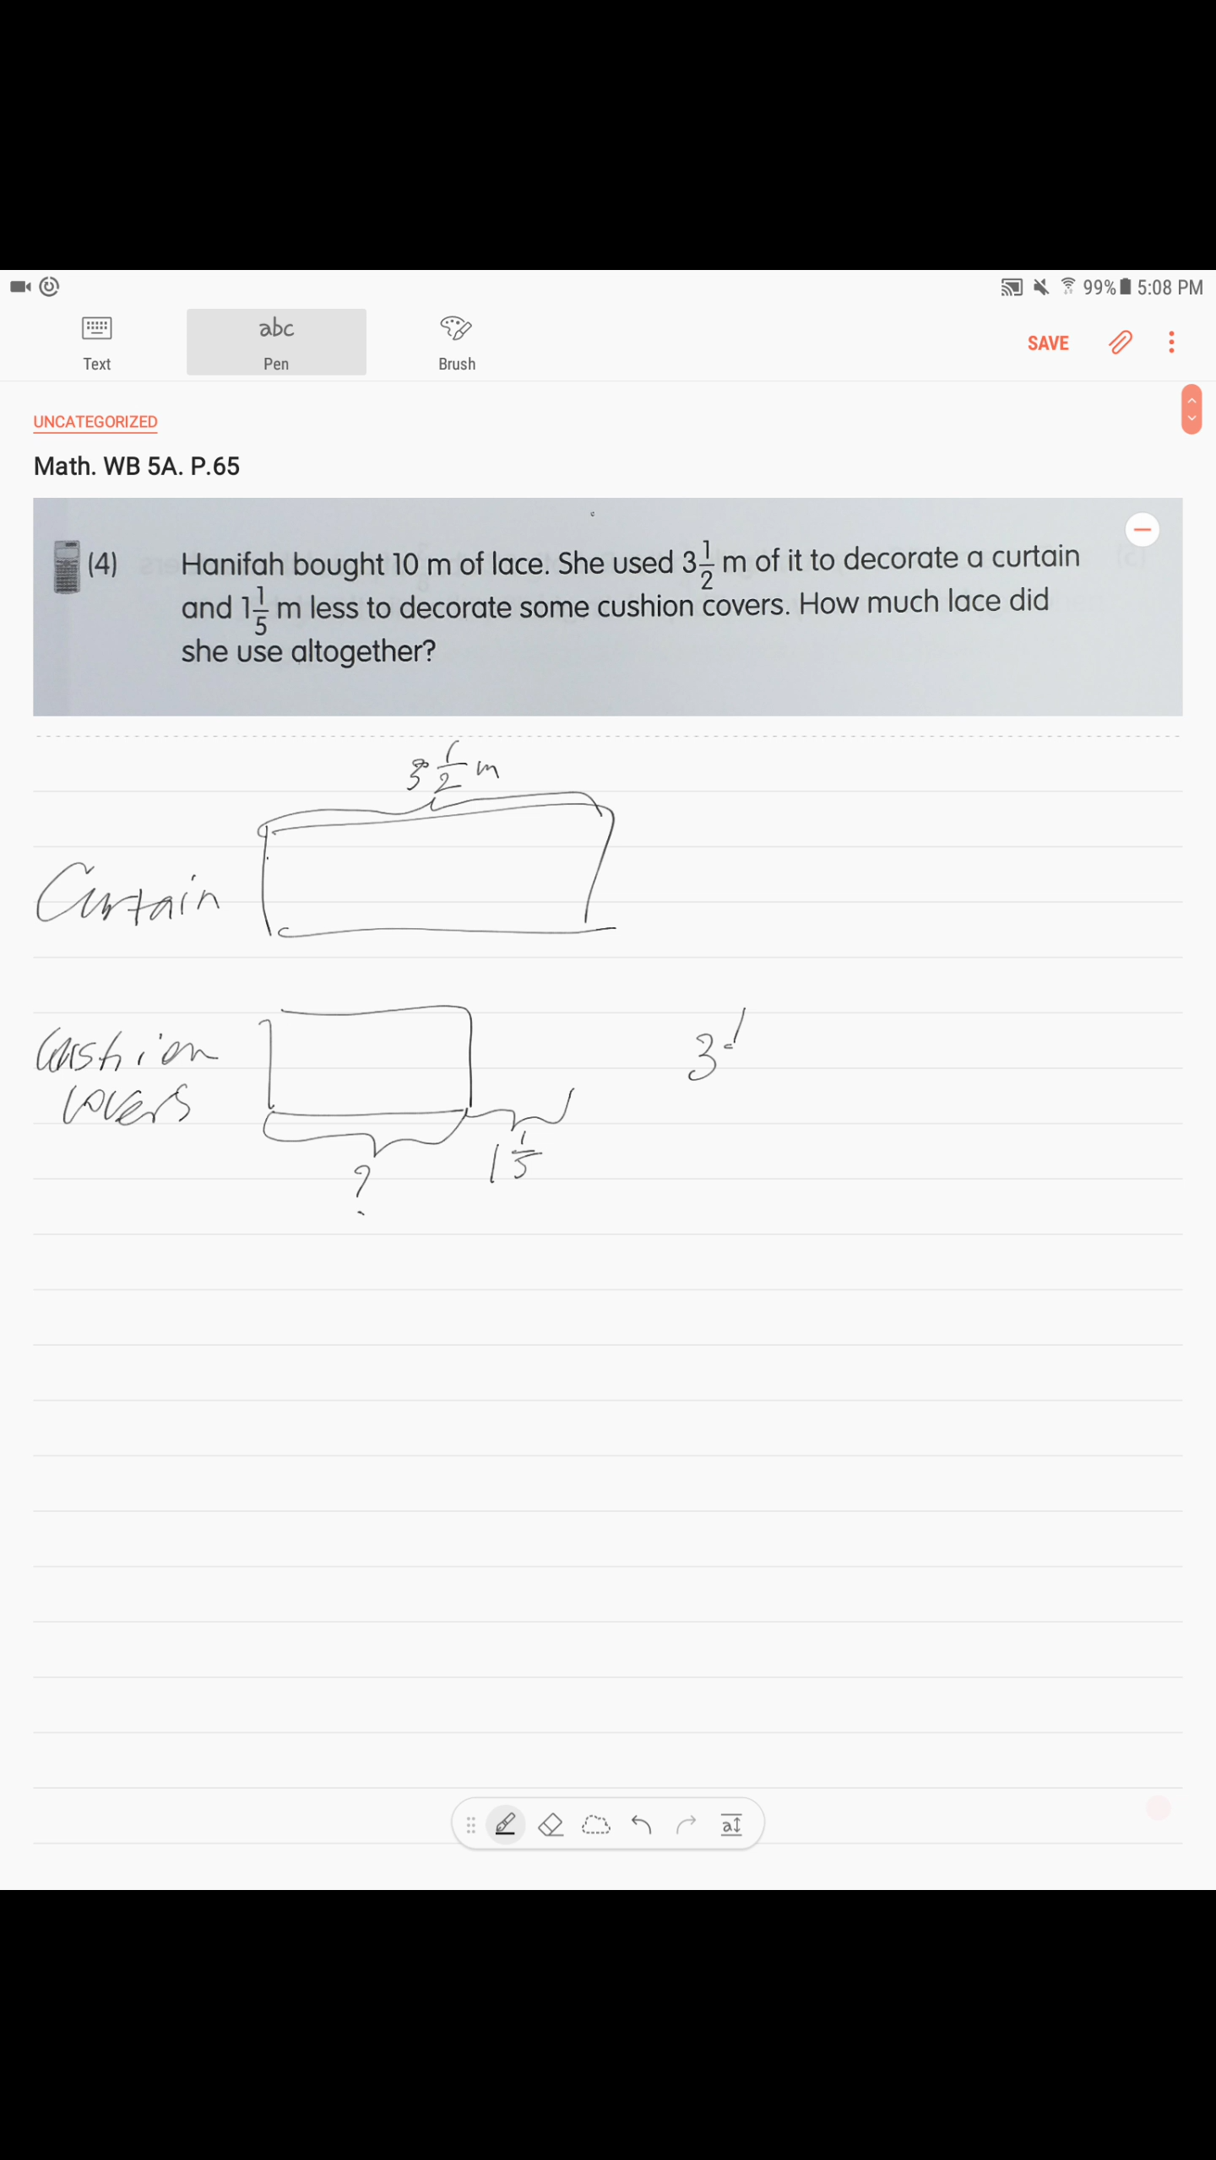 99% 5:08 PM
Text
abc
Pen
Brush
SAVE
UNCATEGORIZED
Math. WB 5A. P.65
(4) Hanifah bought 10 m of lace. She used 3 1/2 m of it to decorate a curtain
and 1 1/5 m less to decorate some cushion covers. How much lace did
she use altogether?
3 1/2 m
Curtain
Cushion
covers
3
1 1/5
?